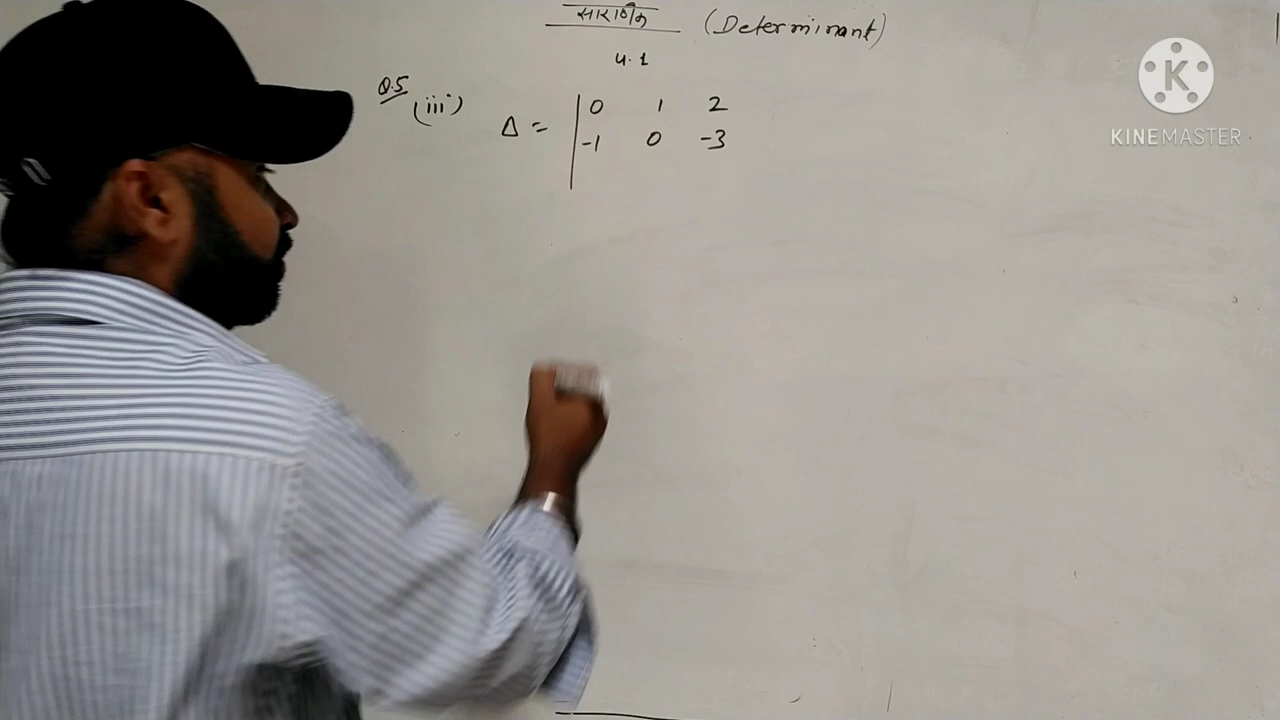 सारणिक (Determinant)
4.1
Q.5 (iii) Δ = | 0 1 2
-1 0 -3
KINEMASTER